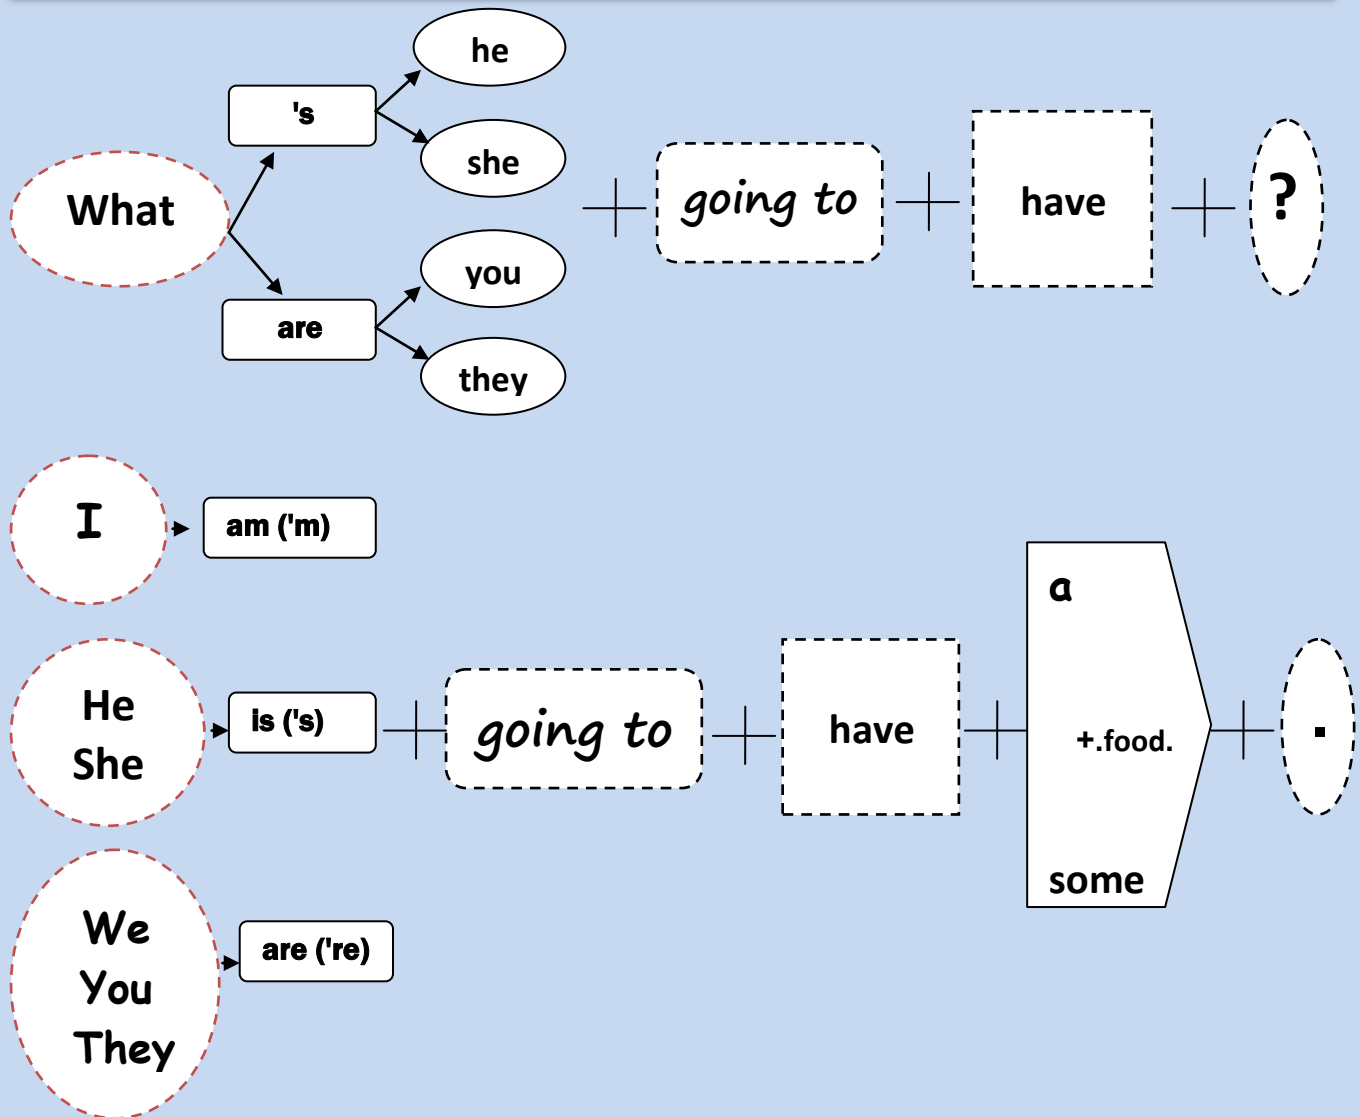 he
's
she
What
going to
have
?
you
are
they
I
am ('m)
He
She
is ('s)
going to
have
a
+.food.
some
.
We
You
They
are ('re)